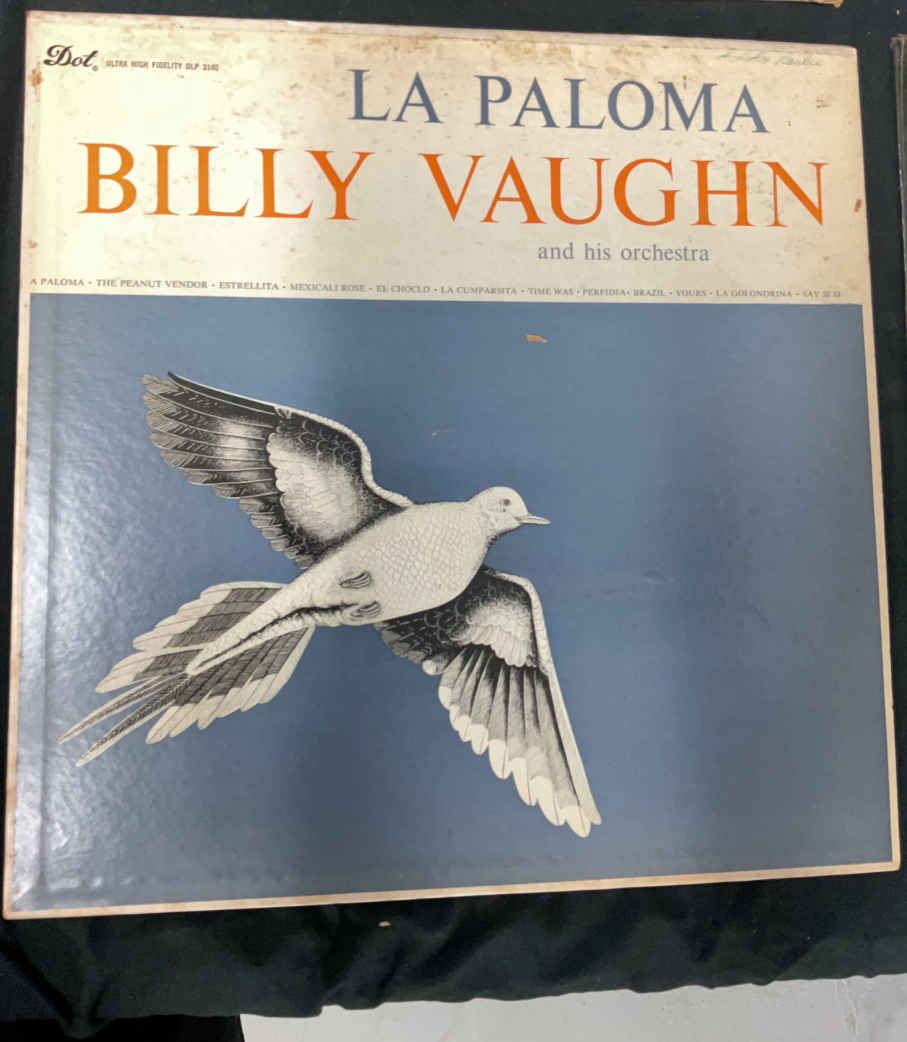 Dot. ULTRA HIGH FIDELITY DLP 3140
LA PALOMA
BILLY VAUGHN
and his orchestra
A PALOMA • THE PEANUT VENDOR • ESTRELLITA • MEXICALI ROSE • EL CHOCLO • LA CUMPARSITA • TIME WAS • PERFIDIA • BRAZIL • YOURS • LA GOLONDRINA • SAY SI SI